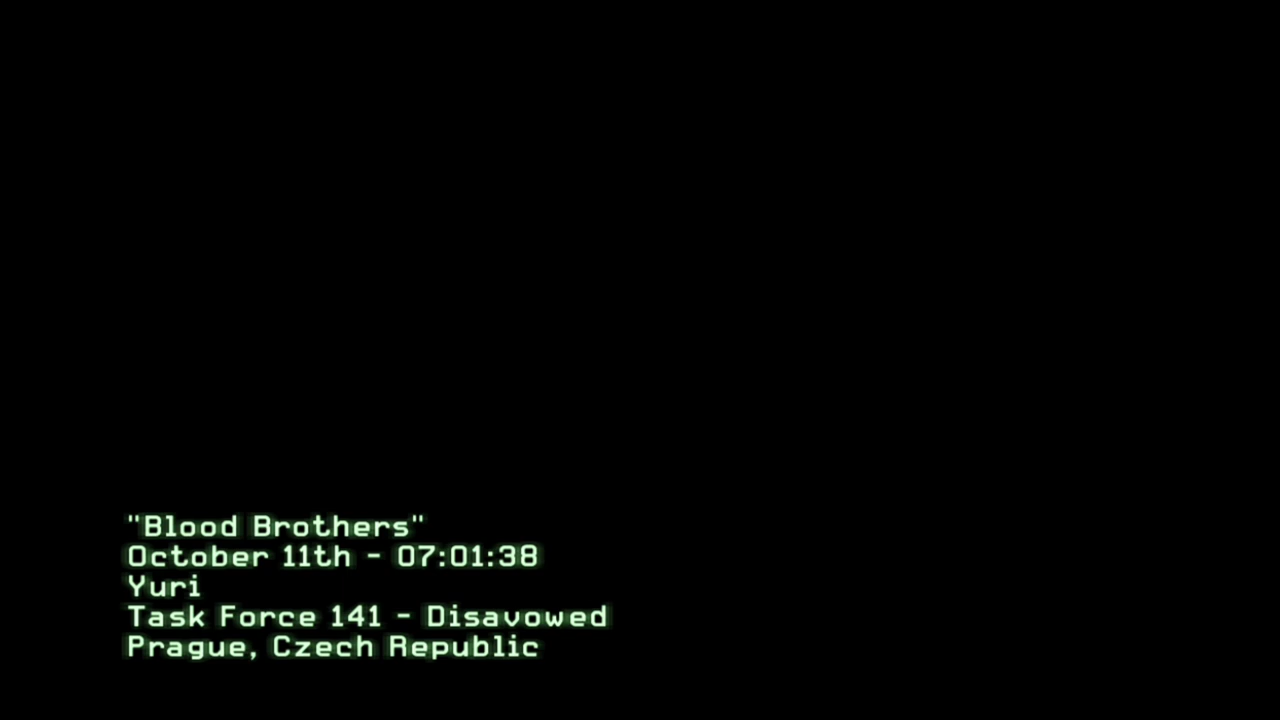 "Blood Brothers"
October 11th - 07:01:38
Yuri
Task Force 141 - Disavowed
Prague, Czech Republic